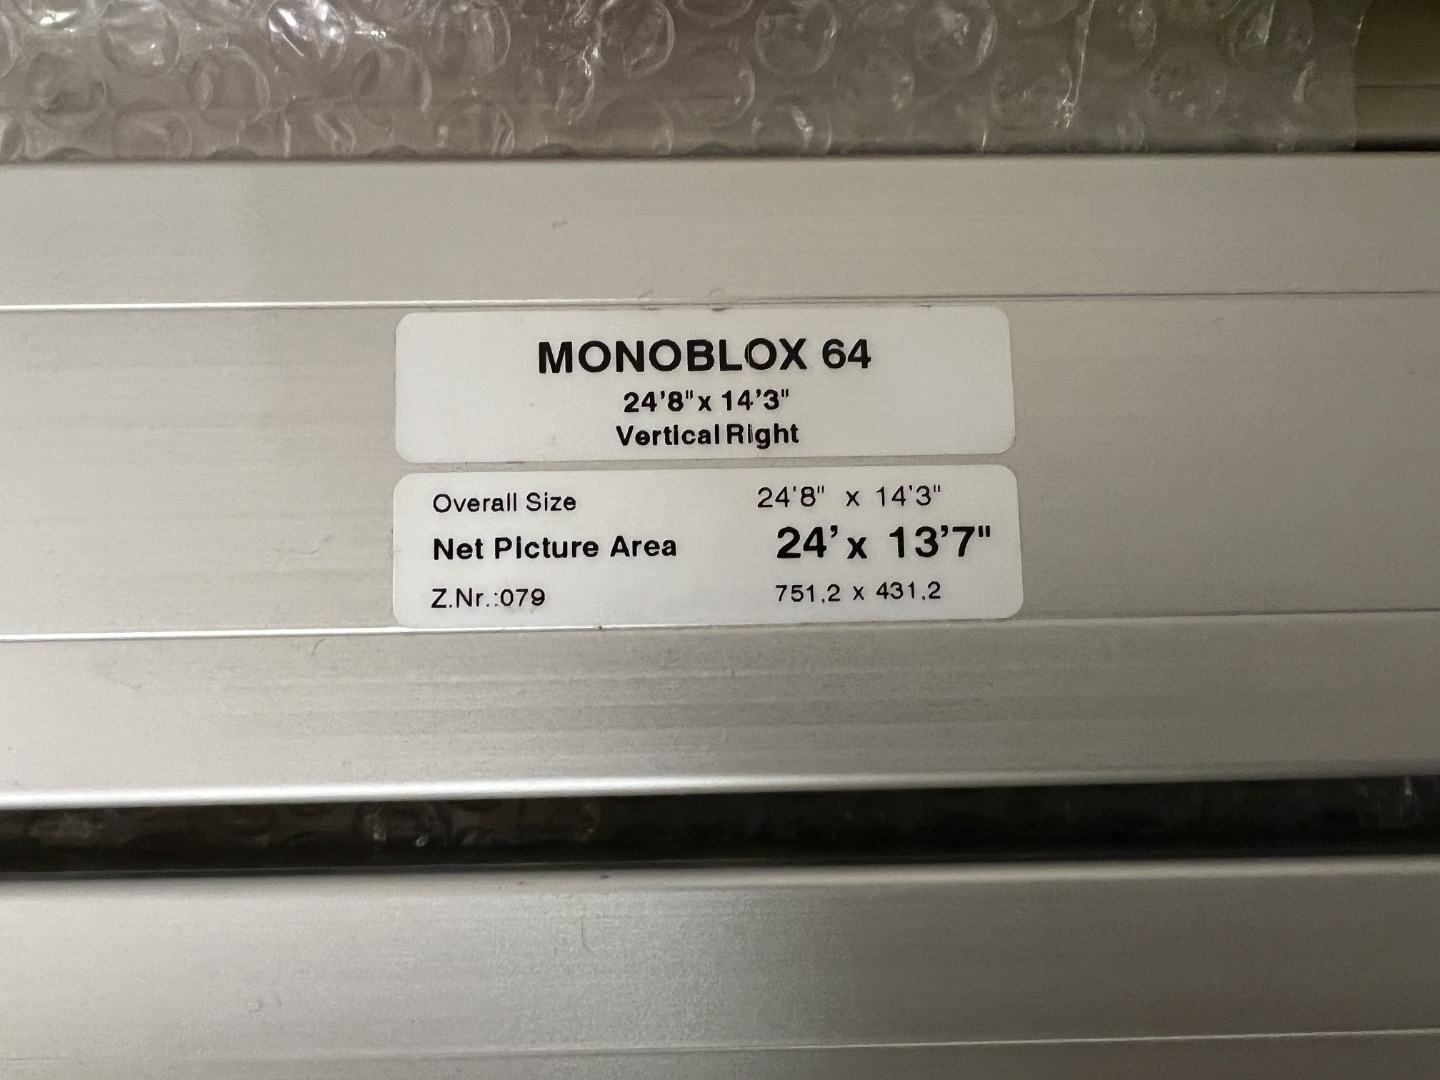 MONOBLOX 64
24'8" x 14'3"
Vertical Right
Overall Size 24'8" x 14'3"
Net Picture Area 24' x 13'7"
Z.Nr.:079 751,2 x 431,2